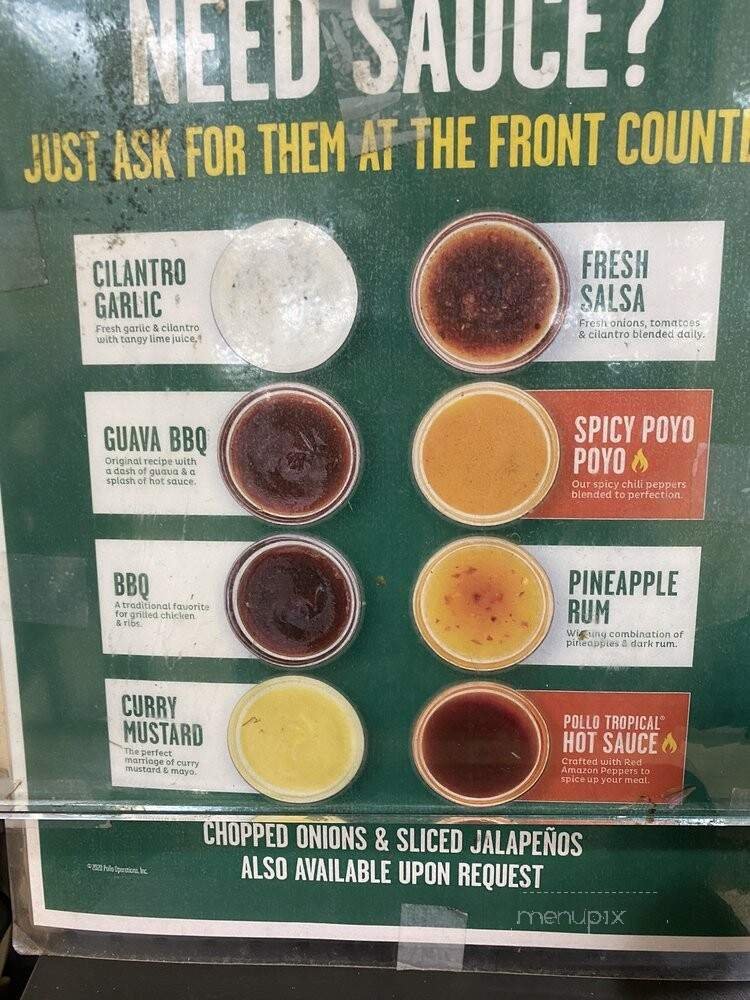 NEED SAUCE?
JUST ASK FOR THEM AT THE FRONT COUNT
CILANTRO
GARLIC
Fresh garlic & cilantro
with tangy lime juice.
FRESH
SALSA
Fresh onions, tomatoes
& cilantro blended daily.
GUAVA BBQ
Original recipe with
a dash of guava & a
splash of hot sauce.
SPICY POYO
POYO
Our spicy chili peppers
blended to perfection.
BBQ
A traditional favorite
for grilled chicken
& ribs.
PINEAPPLE
RUM
combination of
pineapples & dark rum.
CURRY
MUSTARD
The perfect
marriage of curry
mustard & mayo.
POLLO TROPICAL®
HOT SAUCE
Crafted with Red
Amazon Peppers to
spice up your meal.
CHOPPED ONIONS & SLICED JALAPEÑOS
ALSO AVAILABLE UPON REQUEST
Pollo Operations, Inc.
menupix